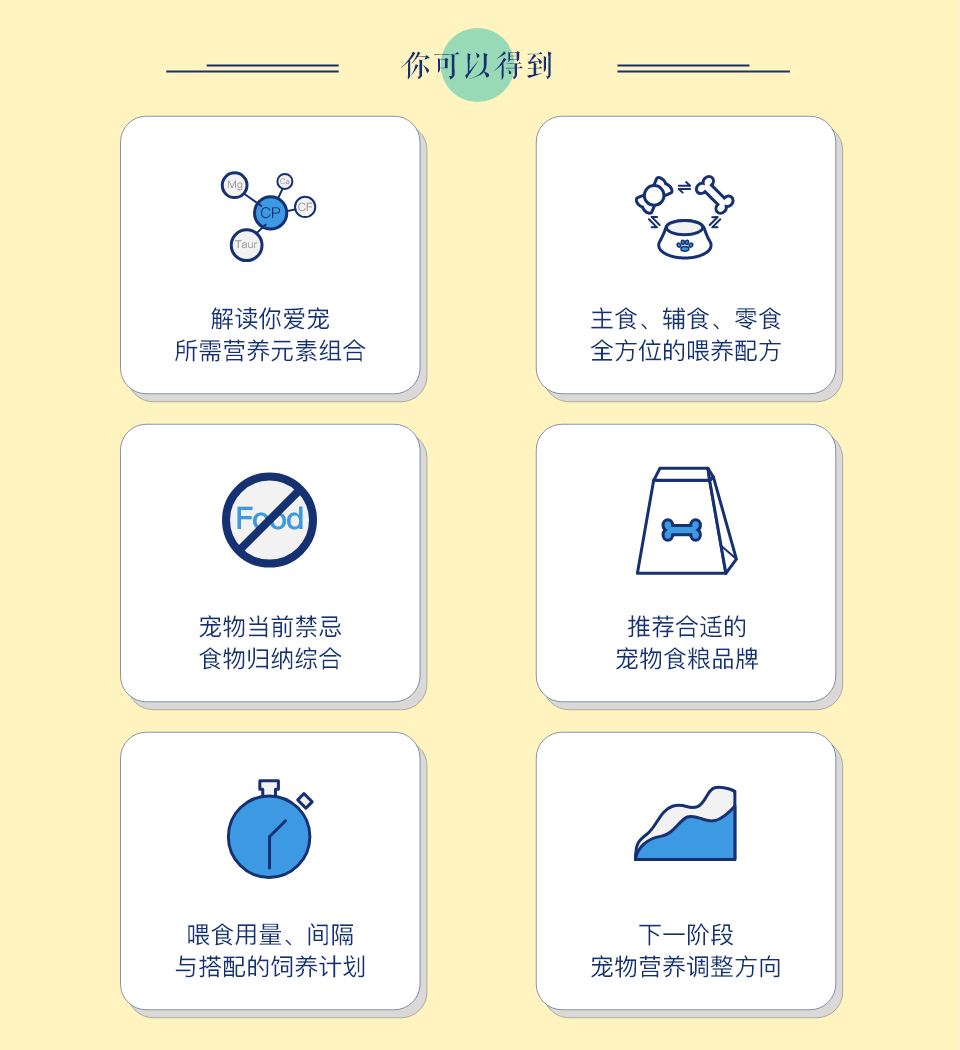 你可以得到
Mg
Ca
CP
CF
Taur
解读你爱宠
所需营养元素组合
主食、辅食、零食
全方位的喂养配方
Food
宠物当前禁忌
食物归纳综合
推荐合适的
宠物食粮品牌
喂食用量、间隔
与搭配的饲养计划
下一阶段
宠物营养调整方向